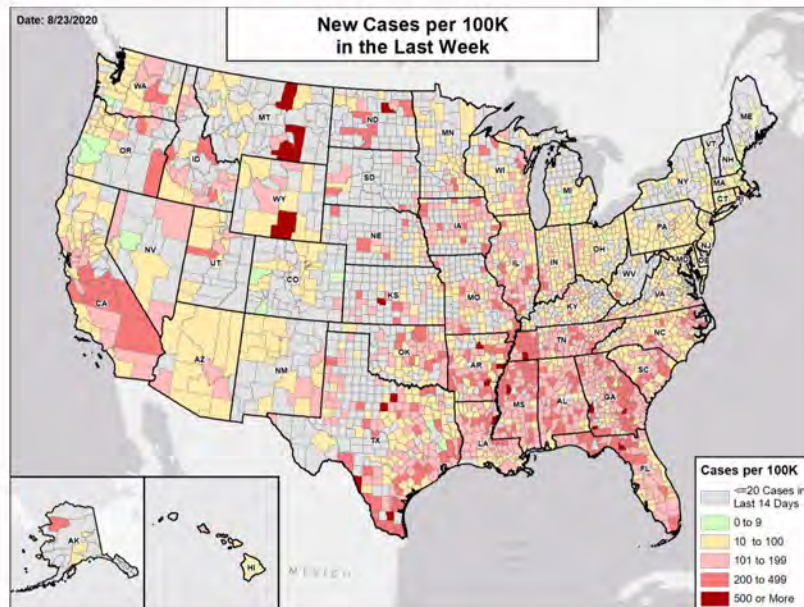 Date: 8/23/2020
New Cases per 100K
in the Last Week
WA
MT
ND
MN
ME
OR
ID
WY
SD
WI
MI
VT
NH
NY
MA
CT
RI
NV
UT
CO
NE
IA
IL
IN
OH
PA
NJ
MD
DE
CA
KS
MO
KY
WV
VA
AZ
NM
OK
AR
TN
NC
SC
TX
LA
MS
AL
GA
FL
AK
HI
MEXICO
Cases per 100K
<=20 Cases in
Last 14 Days
0 to 9
10 to 100
101 to 199
200 to 499
500 or More